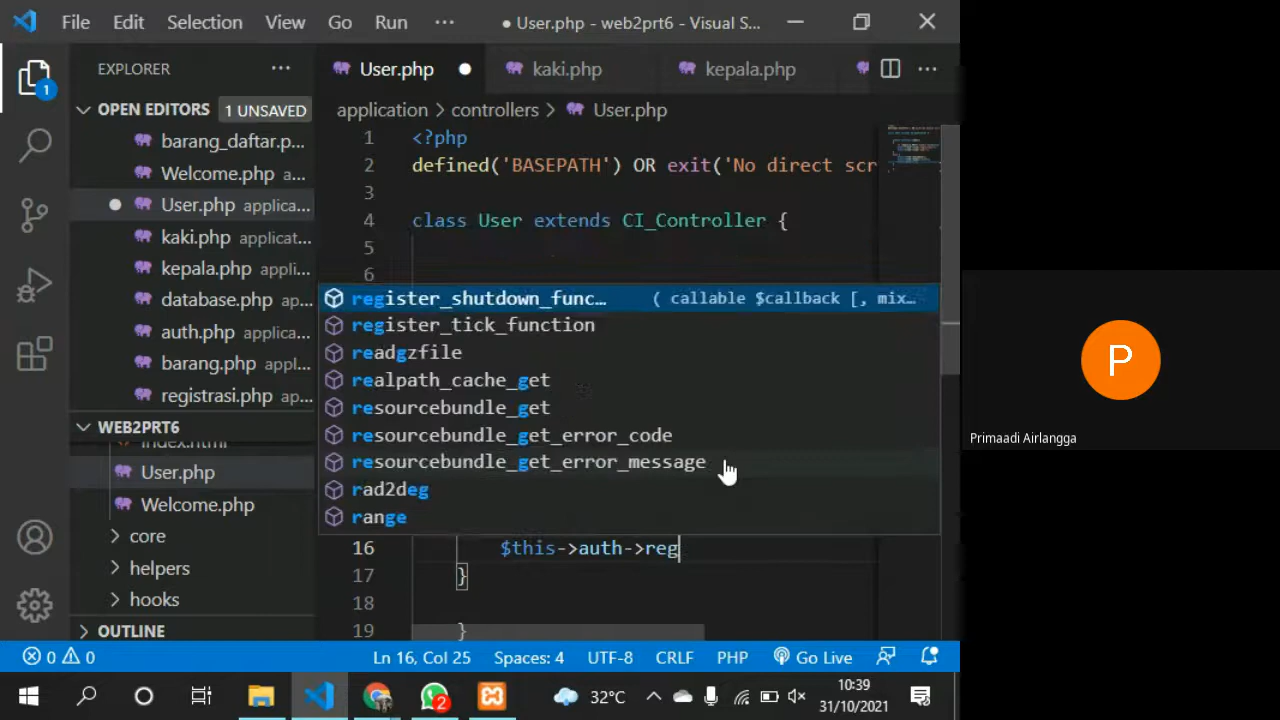 File Edit Selection View Go Run ··· ● User.php - web2prt6 - Visual S...
EXPLORER ···
OPEN EDITORS 1 UNSAVED
barang_daftar.p...
Welcome.php a...
● User.php applica...
kaki.php applicat...
kepala.php appli...
database.php ap...
auth.php applica...
barang.php appl...
registrasi.php ap...
WEB2PRT6
index.html
User.php
Welcome.php
core
helpers
hooks
OUTLINE
1
User.php ● kaki.php kepala.php ···
application > controllers > User.php
1 <?php
2 defined('BASEPATH') OR exit('No direct scr
3
4 class User extends CI_Controller {
5
6
register_shutdown_func... ( callable $callback [, mix...
register_tick_function
readgzfile
realpath_cache_get
resourcebundle_get
resourcebundle_get_error_code
resourcebundle_get_error_message
rad2deg
range
16 $this->auth->reg
17 }
18
19 }
0 0 Ln 16, Col 25 Spaces: 4 UTF-8 CRLF PHP Go Live
2 32°C 10:39
31/10/2021
P
Primaadi Airlangga